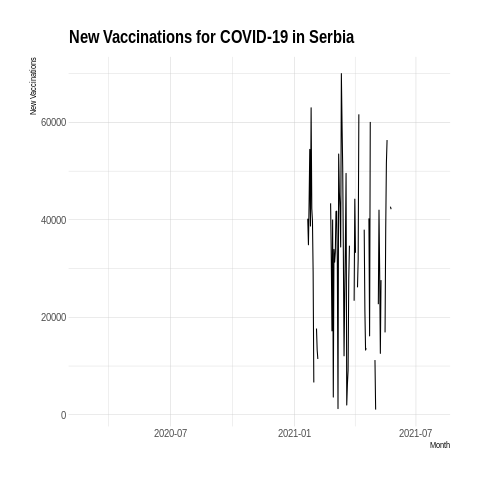 New Vaccinations for COVID-19 in Serbia
New Vaccinations
60000
40000
20000
0
2020-07
2021-01
2021-07
Month